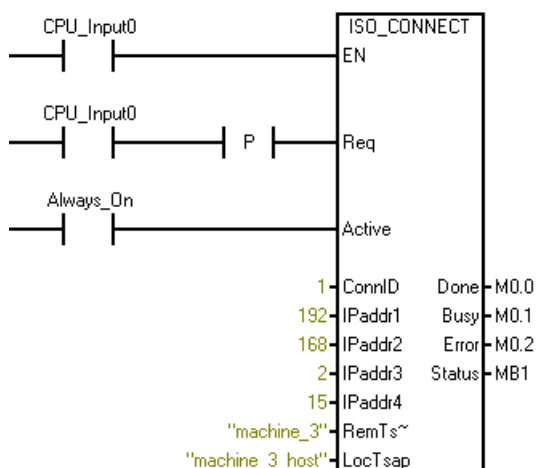 CPU_Input0 ISO_CONNECT
EN
CPU_Input0
P Req
Always_On
Active
1 ConnID Done M0.0
192 IPaddr1 Busy M0.1
168 IPaddr2 Error M0.2
2 IPaddr3 Status MB1
15 IPaddr4
"machine_3" RemTs~
"machine_3_host" LocTsap